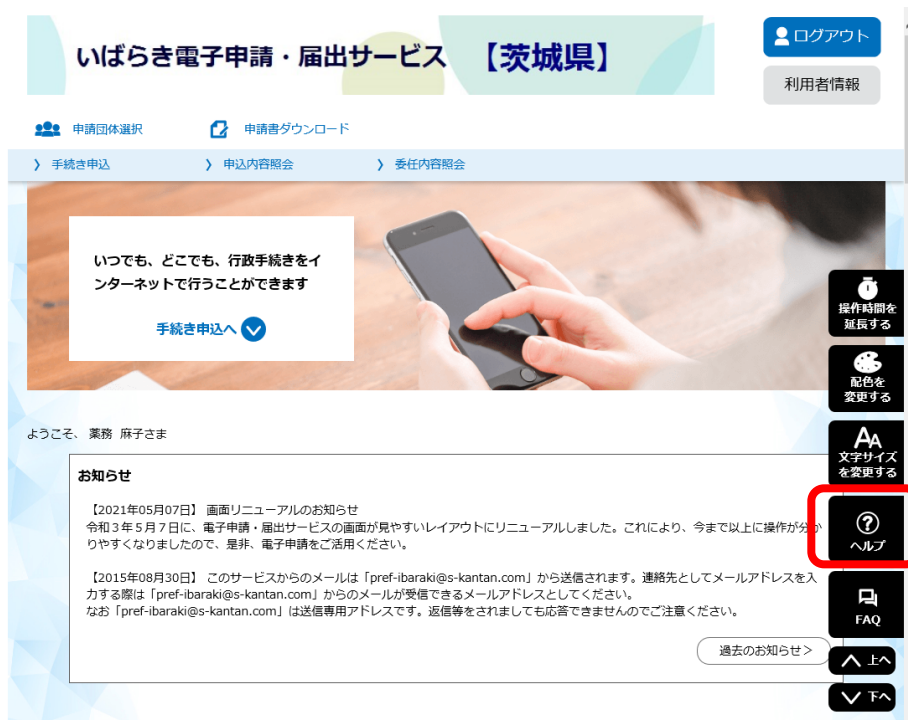 いばらき電子申請・届出サービス 【茨城県】
ログアウト
利用者情報
申請団体選択
申請書ダウンロード
手続き申込
申込内容照会
委任内容照会
いつでも、どこでも、行政手続きをイ
ンターネットで行うことができます
手続き申込へ
操作時間を
延長する
配色を
変更する
ようこそ、 薬務 麻子さま
AA
文字サイズ
を変更する
お知らせ
【2021年05月07日】 画面リニューアルのお知らせ
令和３年５月７日に、電子申請・届出サービスの画面が見やすいレイアウトにリニューアルしました。これにより、今まで以上に操作が分か
りやすくなりましたので、是非、電子申請をご活用ください。
?
ヘルプ
【2015年08月30日】 このサービスからのメールは「pref-ibaraki@s-kantan.com」から送信されます。連絡先としてメールアドレスを入
力する際は「pref-ibaraki@s-kantan.com」からのメールが受信できるメールアドレスとしてください。
なお「pref-ibaraki@s-kantan.com」は送信専用アドレスです。返信等をされましても応答できませんのでご注意ください。
FAQ
過去のお知らせ＞
上へ
下へ